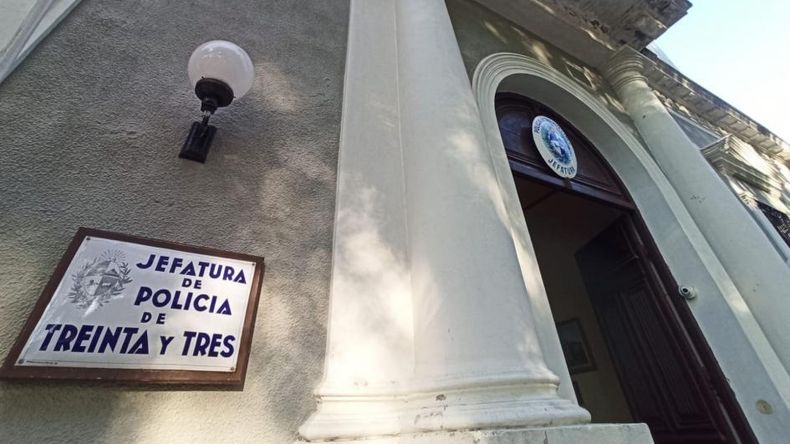 JEFATURA
DE
POLICIA
DE
TREINTA Y TRES
JEFATURA